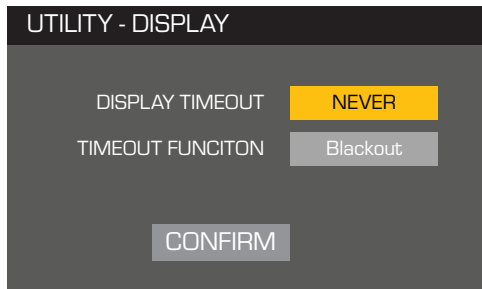 UTILITY - DISPLAY
DISPLAY TIMEOUT NEVER
TIMEOUT FUNCITON Blackout
CONFIRM